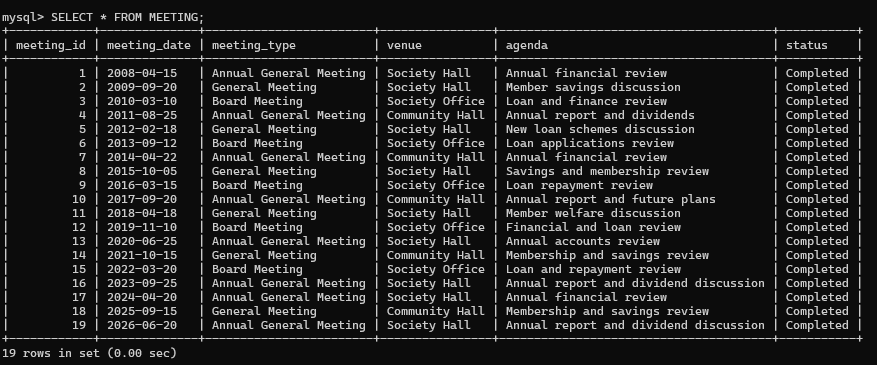 mysql> SELECT * FROM MEETING;
+------------+--------------+------------------------+----------------+---------------------------------------+-----------+
| meeting_id | meeting_date | meeting_type           | venue          | agenda                                | status    |
+------------+--------------+------------------------+----------------+---------------------------------------+-----------+
|          1 | 2008-04-15   | Annual General Meeting | Society Hall   | Annual financial review               | Completed |
|          2 | 2009-09-20   | General Meeting        | Society Hall   | Member savings discussion             | Completed |
|          3 | 2010-03-10   | Board Meeting          | Society Office | Loan and finance review               | Completed |
|          4 | 2011-08-25   | Annual General Meeting | Community Hall | Annual report and dividends           | Completed |
|          5 | 2012-02-18   | General Meeting        | Society Hall   | New loan schemes discussion           | Completed |
|          6 | 2013-09-12   | Board Meeting          | Society Office | Loan applications review              | Completed |
|          7 | 2014-04-22   | Annual General Meeting | Community Hall | Annual financial review               | Completed |
|          8 | 2015-10-05   | General Meeting        | Society Hall   | Savings and membership review         | Completed |
|          9 | 2016-03-15   | Board Meeting          | Society Office | Loan repayment review                 | Completed |
|         10 | 2017-09-20   | Annual General Meeting | Community Hall | Annual report and future plans        | Completed |
|         11 | 2018-04-18   | General Meeting        | Society Hall   | Member welfare discussion             | Completed |
|         12 | 2019-11-10   | Board Meeting          | Society Office | Financial and loan review             | Completed |
|         13 | 2020-06-25   | Annual General Meeting | Society Hall   | Annual accounts review                | Completed |
|         14 | 2021-10-15   | General Meeting        | Community Hall | Membership and savings review         | Completed |
|         15 | 2022-03-20   | Board Meeting          | Society Office | Loan and repayment review             | Completed |
|         16 | 2023-09-25   | Annual General Meeting | Society Hall   | Annual report and dividend discussion | Completed |
|         17 | 2024-04-20   | Annual General Meeting | Society Hall   | Annual financial review               | Completed |
|         18 | 2025-09-15   | General Meeting        | Community Hall | Membership and savings review         | Completed |
|         19 | 2026-06-20   | Annual General Meeting | Society Hall   | Annual report and dividend discussion | Completed |
+------------+--------------+------------------------+----------------+---------------------------------------+-----------+
19 rows in set (0.00 sec)